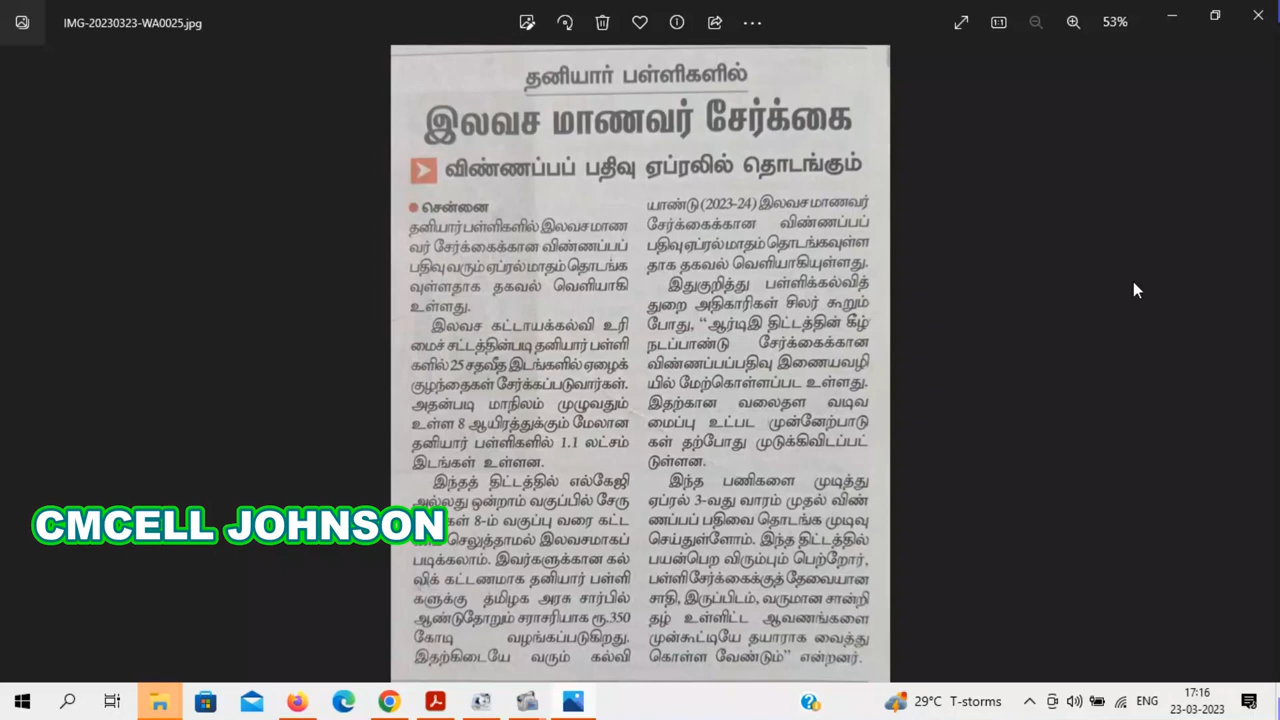 IMG-20230323-WA0025.jpg
53%
தனியார் பள்ளிகளில்
இலவச மாணவர் சேர்க்கை
விண்ணப்பப் பதிவு ஏப்ரலில் தொடங்கும்
சென்னை
தனியார் பள்ளிகளில் இலவச மாண
வர் சேர்க்கைக்கான விண்ணப்பப்
பதிவு வரும் ஏப்ரல் மாதம் தொடங்க
வுள்ளதாக தகவல் வெளியாகி
உள்ளது.
இலவச கட்டாயக்கல்வி உரி
மைச் சட்டத்தின்படி தனியார் பள்ளி
களில் 25 சதவீத இடங்களில் ஏழைக்
குழந்தைகள் சேர்க்கப்படுவார்கள்.
அதன்படி மாநிலம் முழுவதும்
உள்ள 8 ஆயிரத்துக்கும் மேலான
தனியார் பள்ளிகளில் 1.1 லட்சம்
இடங்கள் உள்ளன.
இந்தத் திட்டத்தில் எல்கேஜி
அல்லது ஒன்றாம் வகுப்பில் சேரு
கள் 8-ம் வகுப்பு வரை கட்ட
செலுத்தாமல் இலவசமாகப்
படிக்கலாம். இவர்களுக்கான கல்
விக் கட்டணமாக தனியார் பள்ளி
களுக்கு தமிழக அரசு சார்பில்
ஆண்டுதோறும் சராசரியாக ரூ.350
கோடி வழங்கப்படுகிறது.
இதற்கிடையே வரும் கல்வி
யாண்டு (2023-24) இலவச மாணவர்
சேர்க்கைக்கான விண்ணப்பப்
பதிவு ஏப்ரல் மாதம் தொடங்கவுள்ள
தாக தகவல் வெளியாகியுள்ளது.
இதுகுறித்து பள்ளிக்கல்வித்
துறை அதிகாரிகள் சிலர் கூறும்
போது, “ஆர்டிஇ திட்டத்தின் கீழ்
நடப்பாண்டு சேர்க்கைக்கான
விண்ணப்பப்பதிவு இணையவழி
யில் மேற்கொள்ளப்பட உள்ளது.
இதற்கான வலைதள வடிவ
மைப்பு உட்பட முன்னேற்பாடு
கள் தற்போது முடுக்கிவிடப்பட்
டுள்ளன.
இந்த பணிகளை முடித்து
ஏப்ரல் 3-வது வாரம் முதல் விண்
ணப்பப் பதிவை தொடங்க முடிவு
செய்துள்ளோம். இந்த திட்டத்தில்
பயன்பெற விரும்பும் பெற்றோர்,
பள்ளி சேர்க்கைக்குத் தேவையான
சாதி, இருப்பிடம், வருமான சான்றி
தழ் உள்ளிட்ட ஆவணங்களை
முன்கூட்டியே தயாராக வைத்து
கொள்ள வேண்டும்” என்றனர்.
CMCELL JOHNSON
29°C T-storms
ENG
17:16
23-03-2023